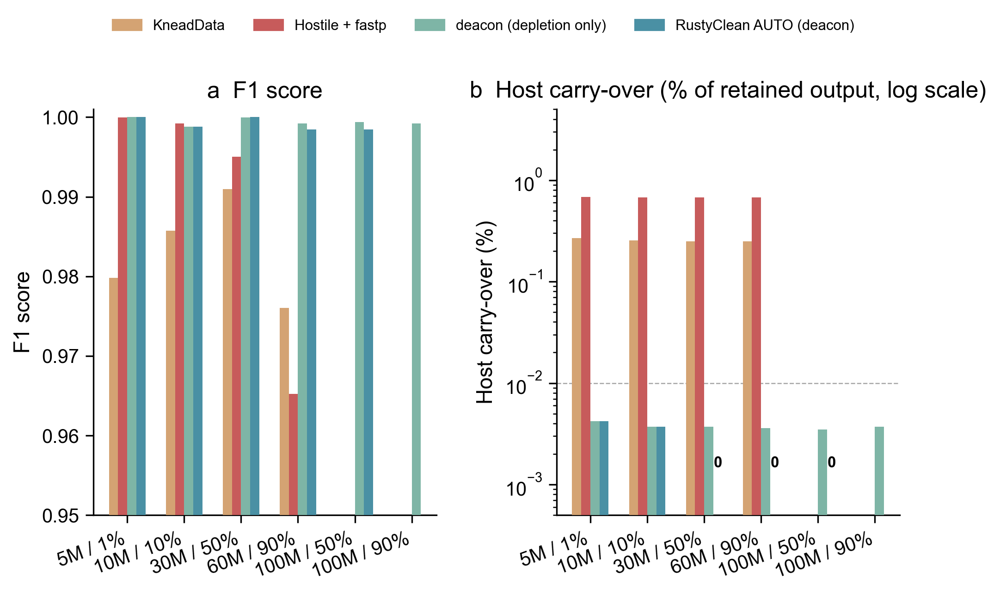 KneadData Hostile + fastp deacon (depletion only) RustyClean AUTO (deacon)
a F1 score
F1 score
1.00
0.99
0.98
0.97
0.96
0.95
5M / 1%
10M / 10%
30M / 50%
60M / 90%
100M / 50%
100M / 90%
b Host carry-over (% of retained output, log scale)
Host carry-over (%)
10⁰
10⁻¹
10⁻²
10⁻³
0 0 0
5M / 1%
10M / 10%
30M / 50%
60M / 90%
100M / 50%
100M / 90%